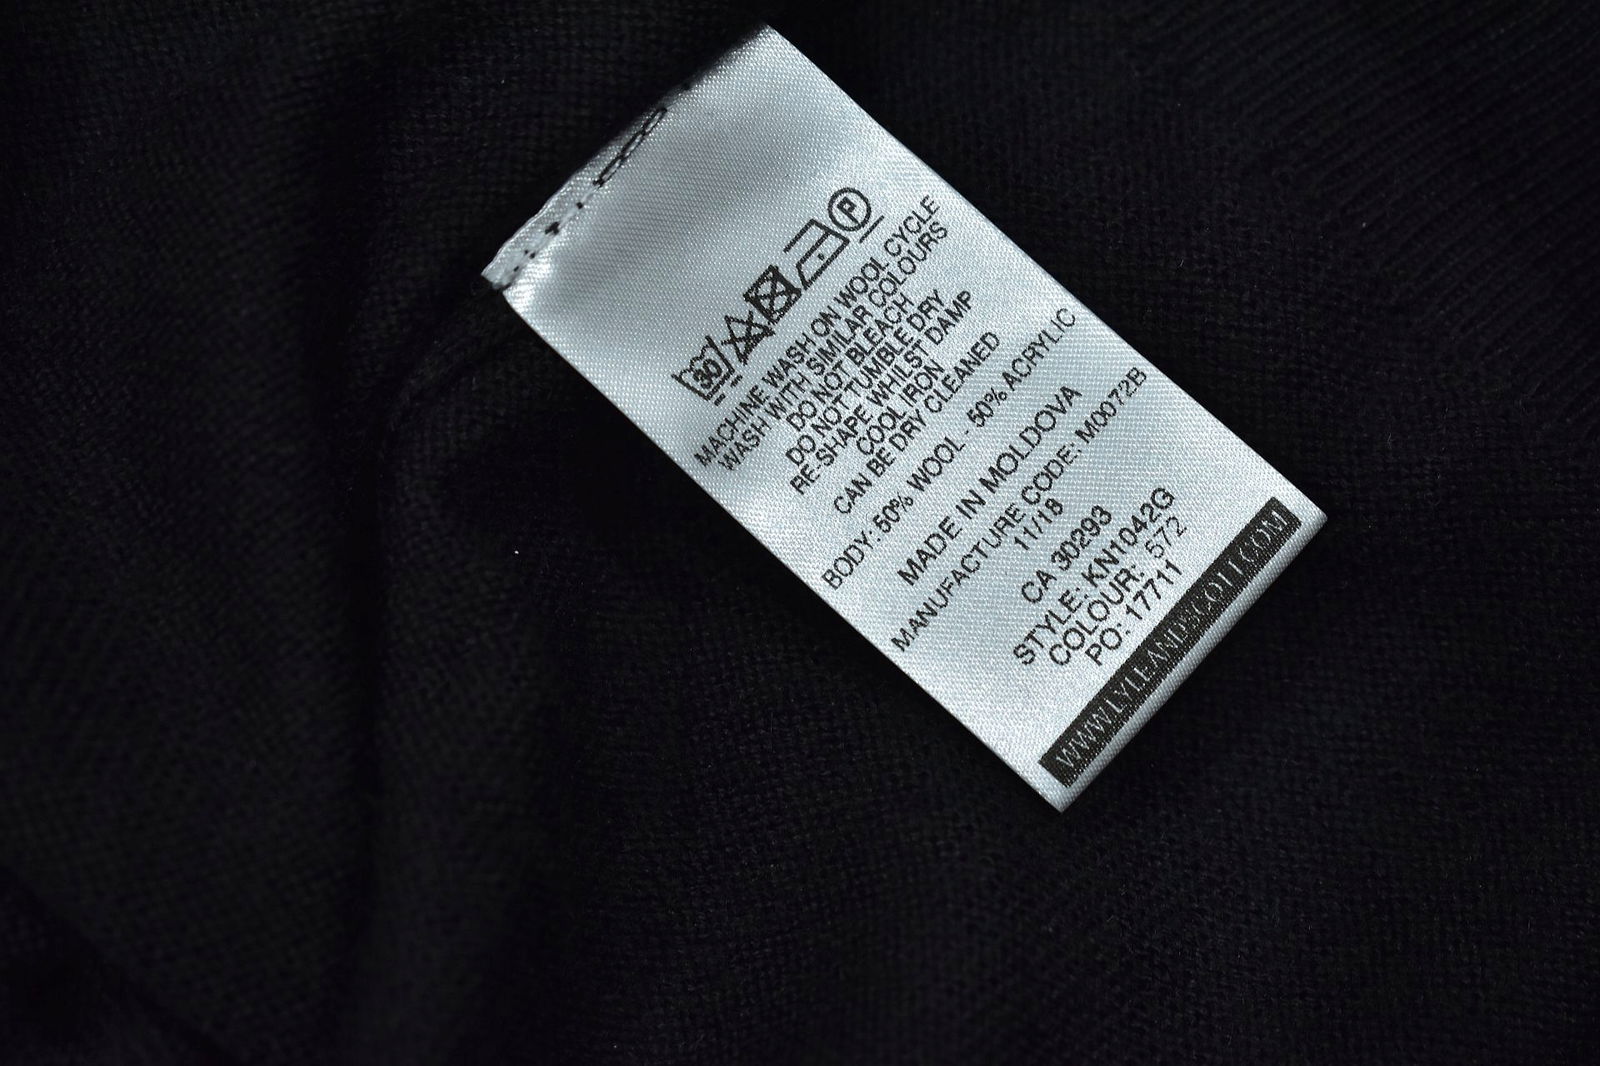 30
P
MACHINE WASH ON WOOL CYCLE
WASH WITH SIMILAR COLOURS
DO NOT BLEACH
DO NOT TUMBLE DRY
RE-SHAPE WHILST DAMP
COOL IRON
CAN BE DRY CLEANED
BODY: 50% WOOL - 50% ACRYLIC
MADE IN MOLDOVA
MANUFACTURE CODE: M0072B
11/18
CA 30293
STYLE: KN1042G
COLOUR: 572
PO: 17711
WWW.LYLEANDSCOTT.COM